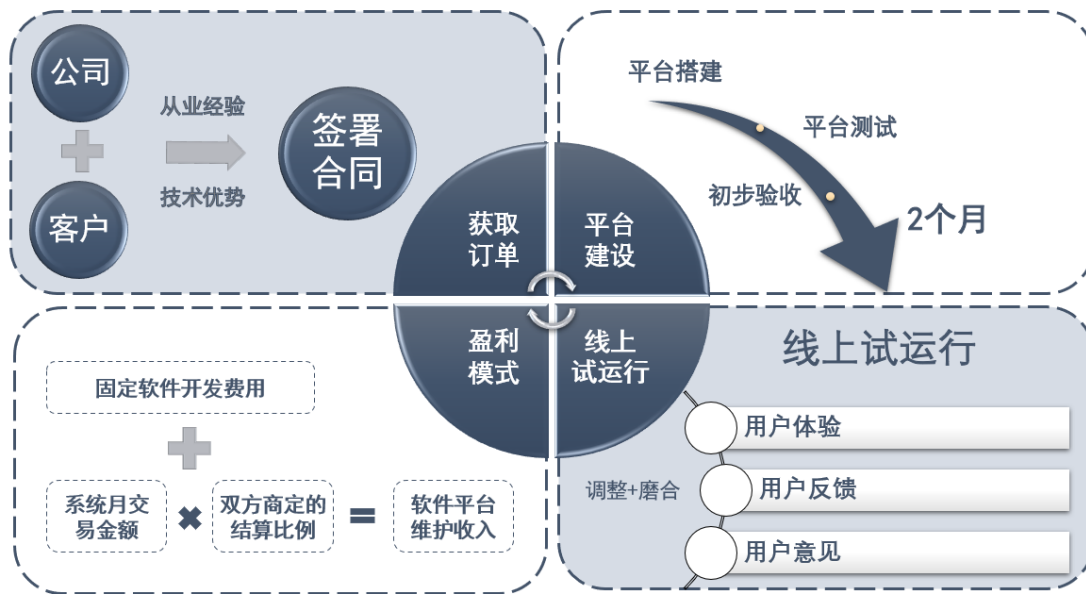 公司
从业经验
签署
合同
技术优势
客户
平台搭建
平台测试
初步验收
2个月
获取
订单
平台
建设
盈利
模式
线上
试运行
固定软件开发费用
系统月交
易金额
双方商定的
结算比例
=
软件平台
维护收入
线上试运行
用户体验
调整+磨合
用户反馈
用户意见